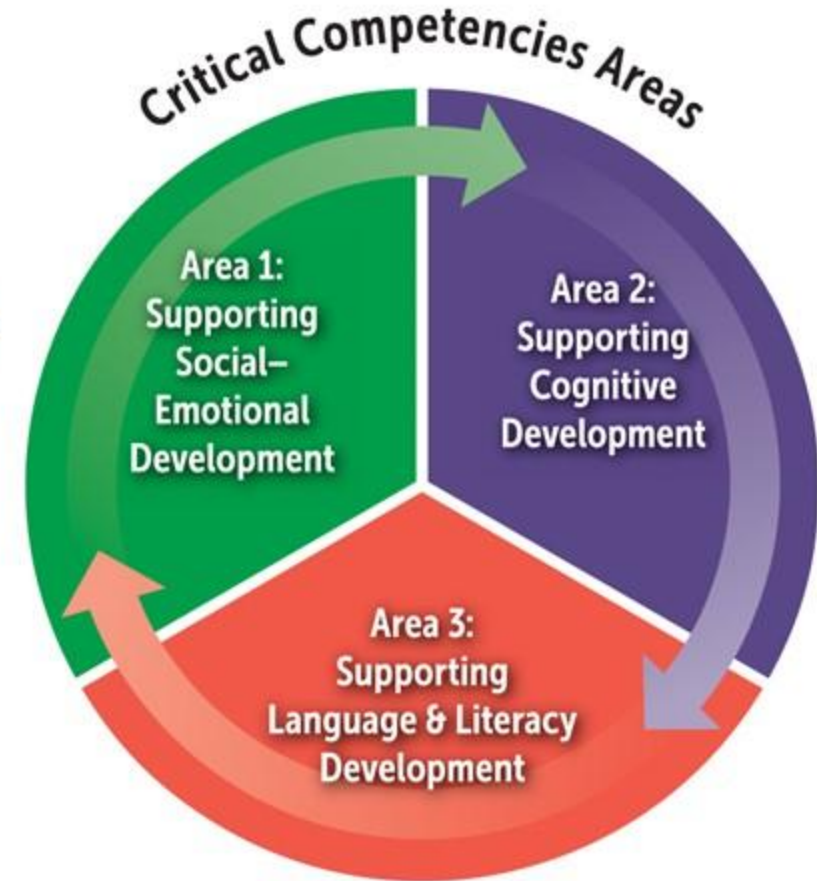 Critical Competencies Areas
Area 1:
Supporting
Social–
Emotional
Development
Area 2:
Supporting
Cognitive
Development
Area 3:
Supporting
Language & Literacy
Development